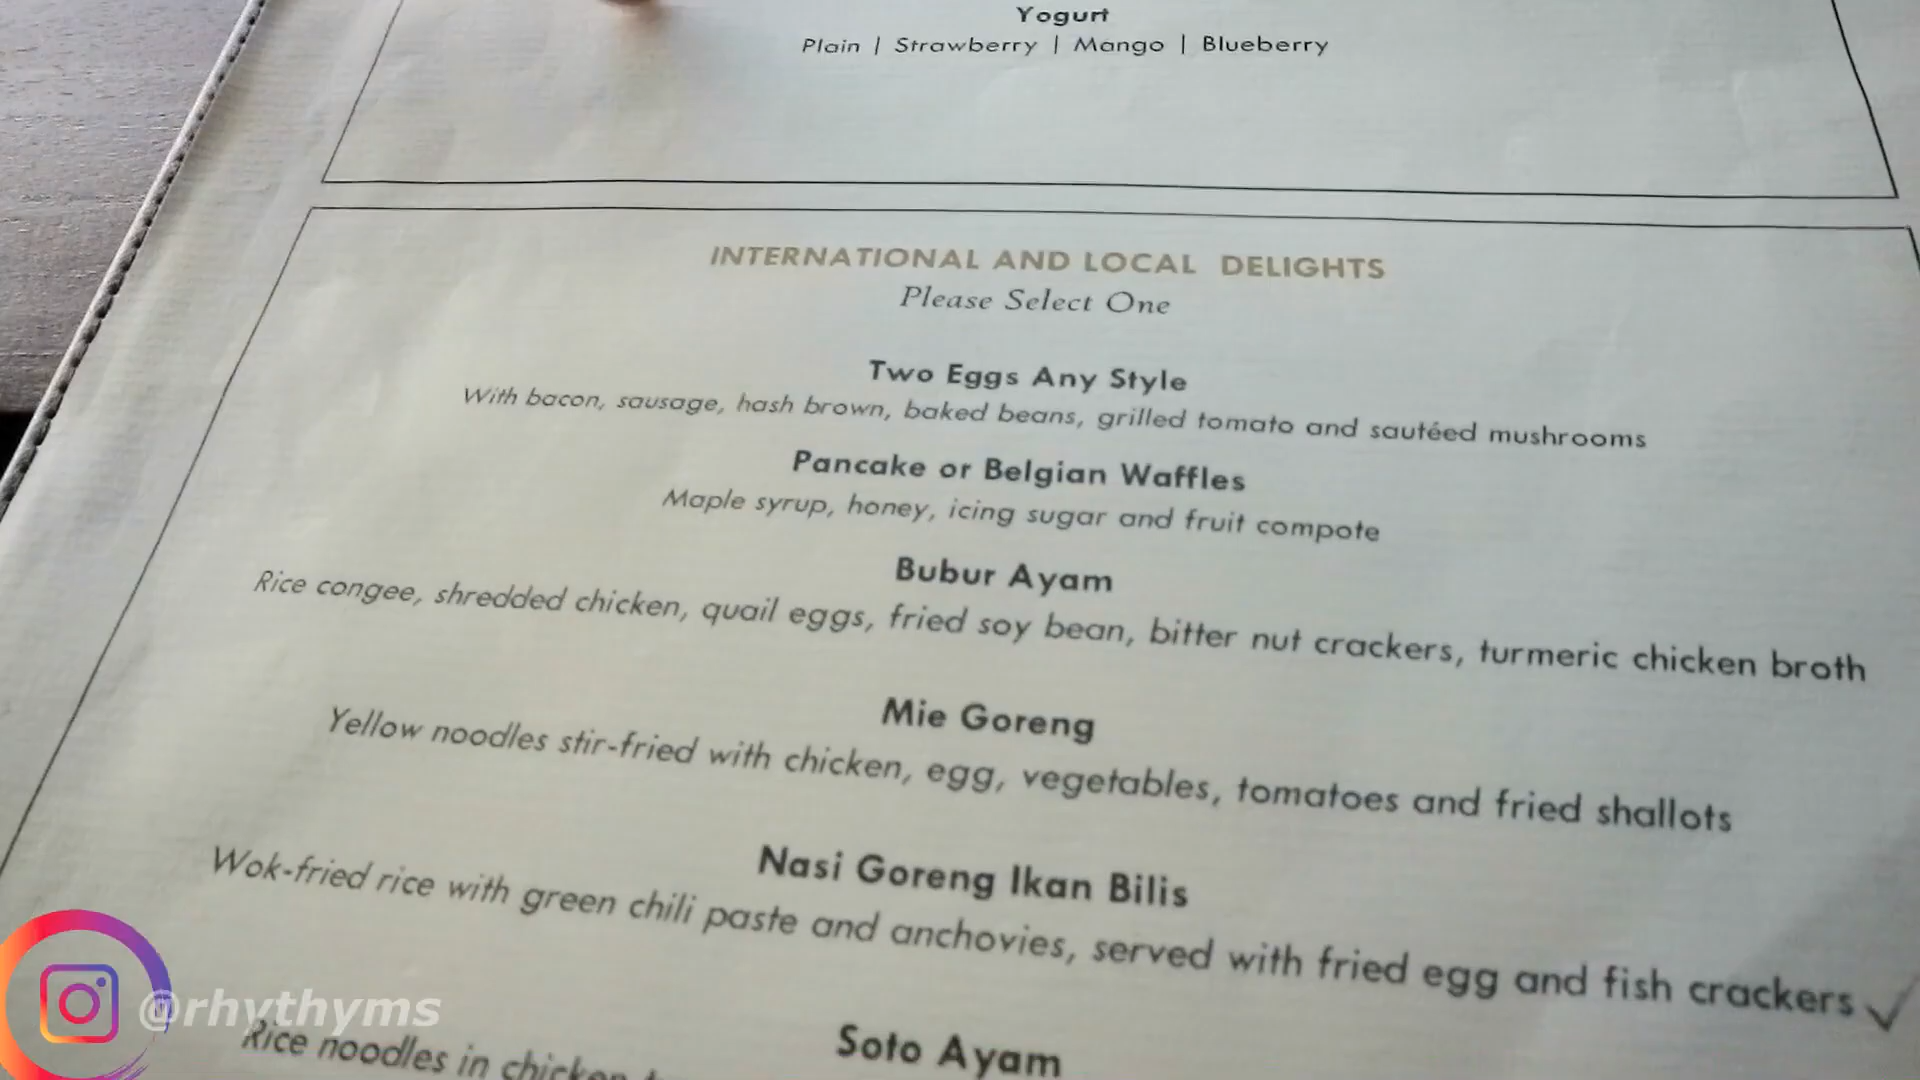 Yogurt
Plain | Strawberry | Mango | Blueberry
INTERNATIONAL AND LOCAL DELIGHTS
Please Select One
Two Eggs Any Style
With bacon, sausage, hash brown, baked beans, grilled tomato and sautéed mushrooms
Pancake or Belgian Waffles
Maple syrup, honey, icing sugar and fruit compote
Bubur Ayam
Rice congee, shredded chicken, quail eggs, fried soy bean, bitter nut crackers, turmeric chicken broth
Mie Goreng
Yellow noodles stir-fried with chicken, egg, vegetables, tomatoes and fried shallots
Nasi Goreng Ikan Bilis
Wok-fried rice with green chili paste and anchovies, served with fried egg and fish crackers
Soto Ayam
Rice noodles in chicken
@rhythyms